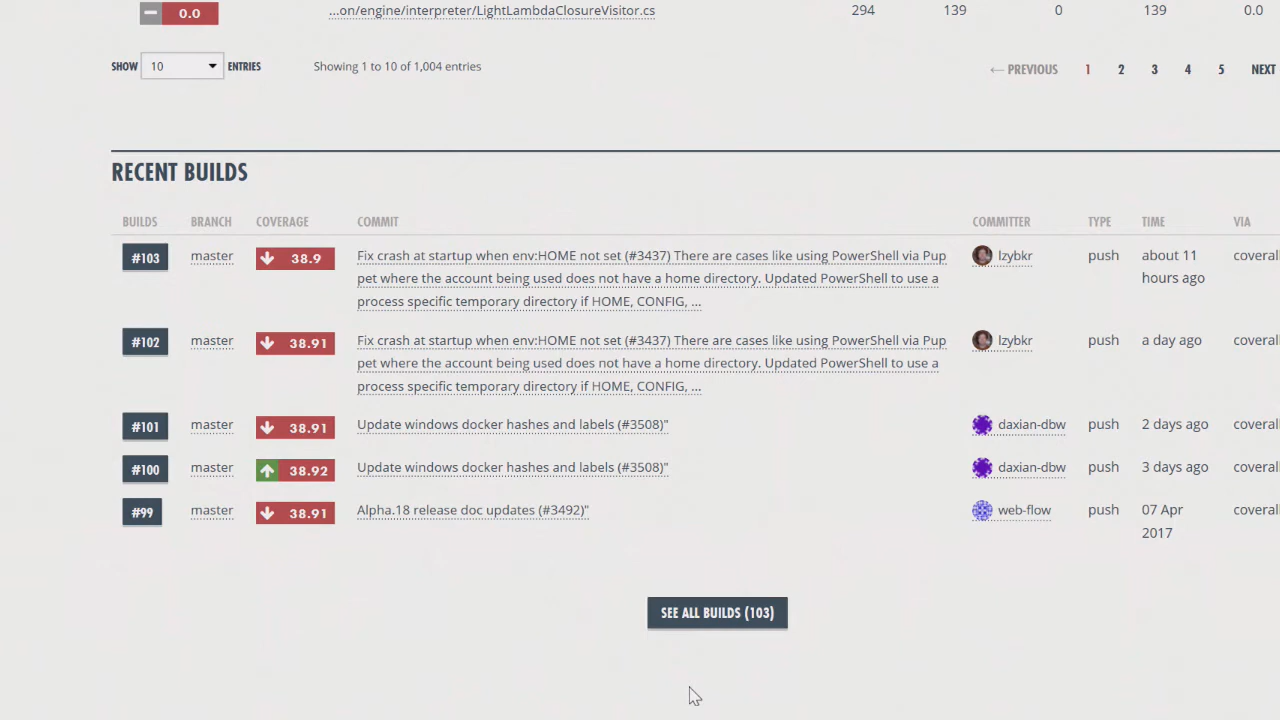 0.0 ...on/engine/interpreter/LightLambdaClosureVisitor.cs 294 139 0 139 0.0
SHOW 10 ENTRIES Showing 1 to 10 of 1,004 entries ← PREVIOUS 1 2 3 4 5 NEXT
RECENT BUILDS
BUILDS BRANCH COVERAGE COMMIT COMMITTER TYPE TIME VIA
#103 master 38.9 Fix crash at startup when env:HOME not set (#3437) There are cases like using PowerShell via Pup lzybkr push about 11 coverall
pet where the account being used does not have a home directory. Updated PowerShell to use a hours ago
process specific temporary directory if HOME, CONFIG, ...
#102 master 38.91 Fix crash at startup when env:HOME not set (#3437) There are cases like using PowerShell via Pup lzybkr push a day ago coverall
pet where the account being used does not have a home directory. Updated PowerShell to use a
process specific temporary directory if HOME, CONFIG, ...
#101 master 38.91 Update windows docker hashes and labels (#3508)" daxian-dbw push 2 days ago coverall
#100 master 38.92 Update windows docker hashes and labels (#3508)" daxian-dbw push 3 days ago coverall
#99 master 38.91 Alpha.18 release doc updates (#3492)" web-flow push 07 Apr coverall
2017
SEE ALL BUILDS (103)